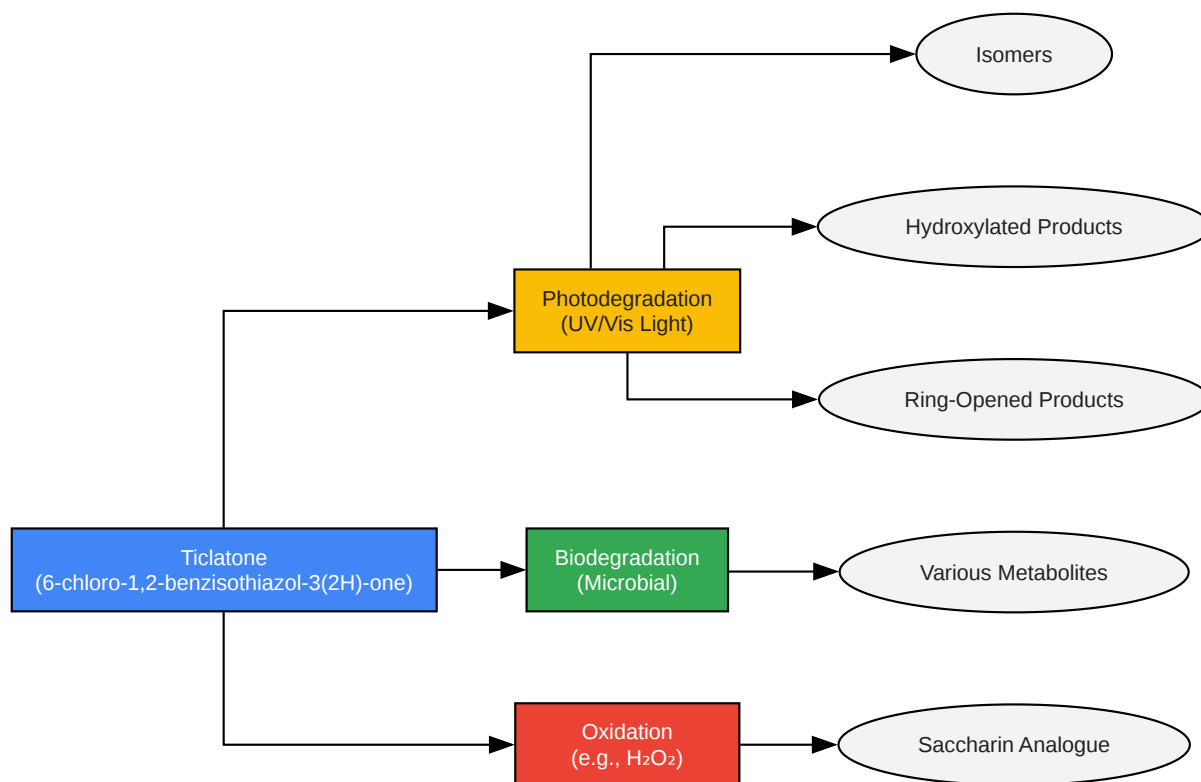 Isomers
Hydroxylated Products
Photodegradation
(UV/Vis Light)
Ring-Opened Products
Ticlatone
(6-chloro-1,2-benzisothiazol-3(2H)-one)
Biodegradation
(Microbial)
Various Metabolites
Oxidation
(e.g., H₂O₂)
Saccharin Analogue